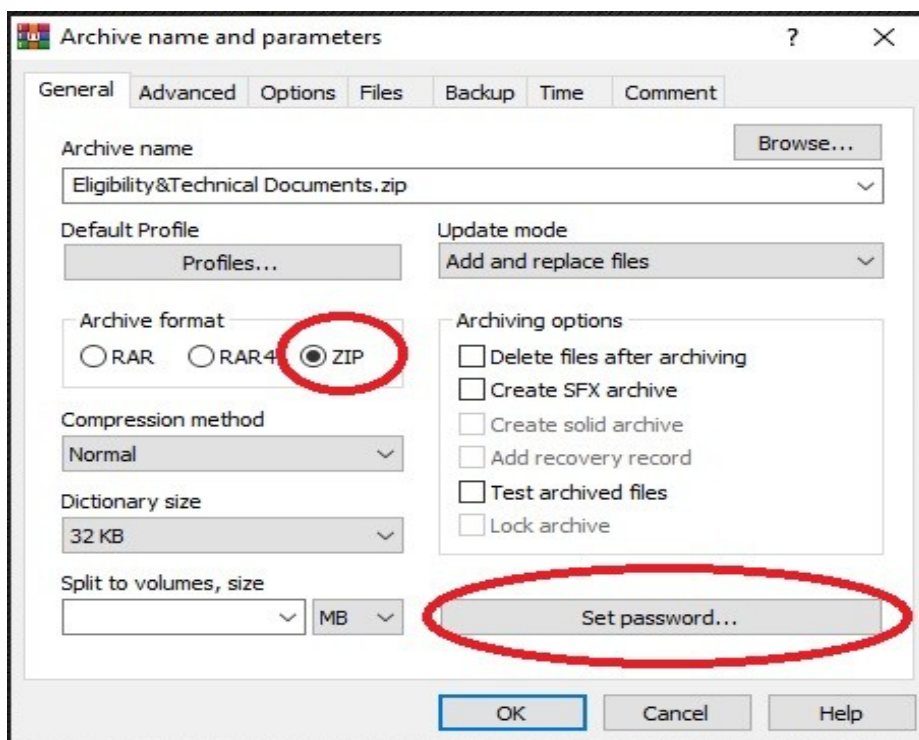 Archive name and parameters ?
General Advanced Options Files Backup Time Comment
Archive name
Browse...
Eligibility&Technical Documents.zip
Default Profile
Update mode
Profiles...
Add and replace files
Archive format
RAR RAR4 ZIP
Archiving options
Delete files after archiving
Create SFX archive
Create solid archive
Add recovery record
Test archived files
Lock archive
Compression method
Normal
Dictionary size
32 KB
Split to volumes, size
MB
Set password...
OK Cancel Help